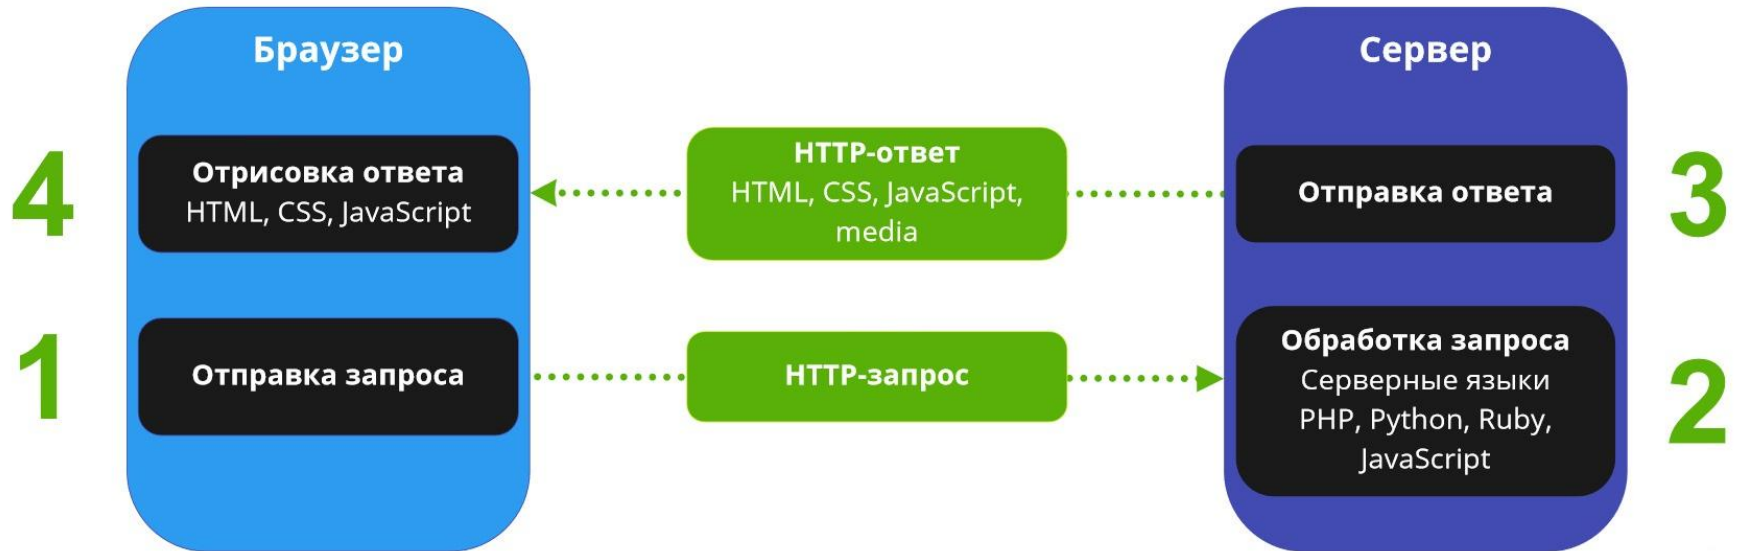 Браузер
Сервер
4
Отрисовка ответа
HTML, CSS, JavaScript
HTTP-ответ
HTML, CSS, JavaScript,
media
Отправка ответа
3
1
Отправка запроса
HTTP-запрос
Обработка запроса
Серверные языки
PHP, Python, Ruby,
JavaScript
2